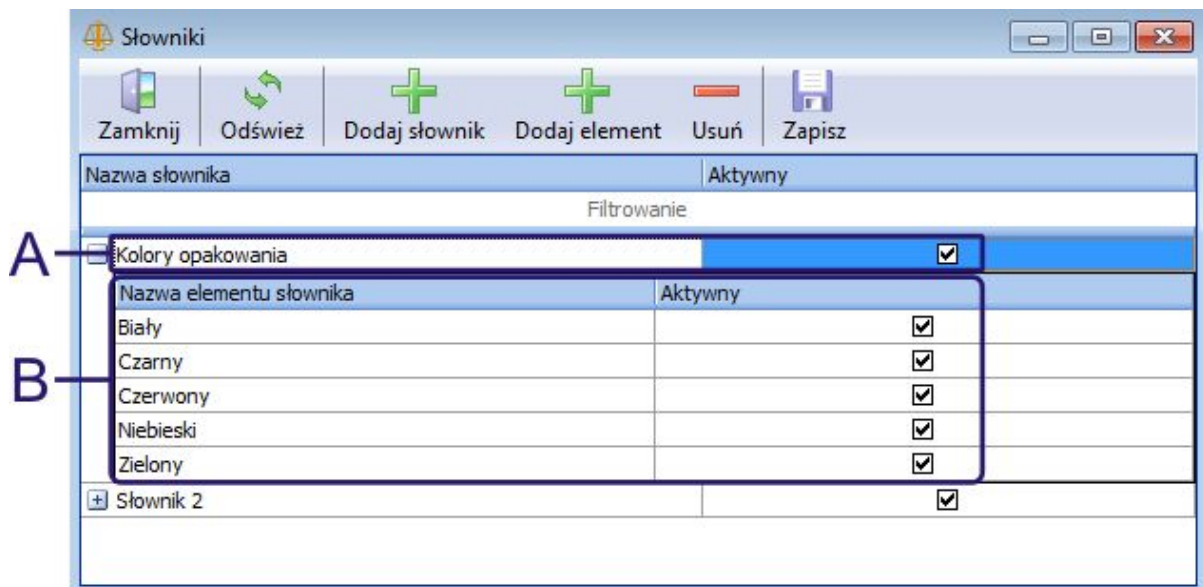 Słowniki
Zamknij Odśwież Dodaj słownik Dodaj element Usuń Zapisz
Nazwa słownika Aktywny
Filtrowanie
A Kolory opakowania
Nazwa elementu słownika Aktywny
Biały
Czarny
B Czerwony
Niebieski
Zielony
Słownik 2